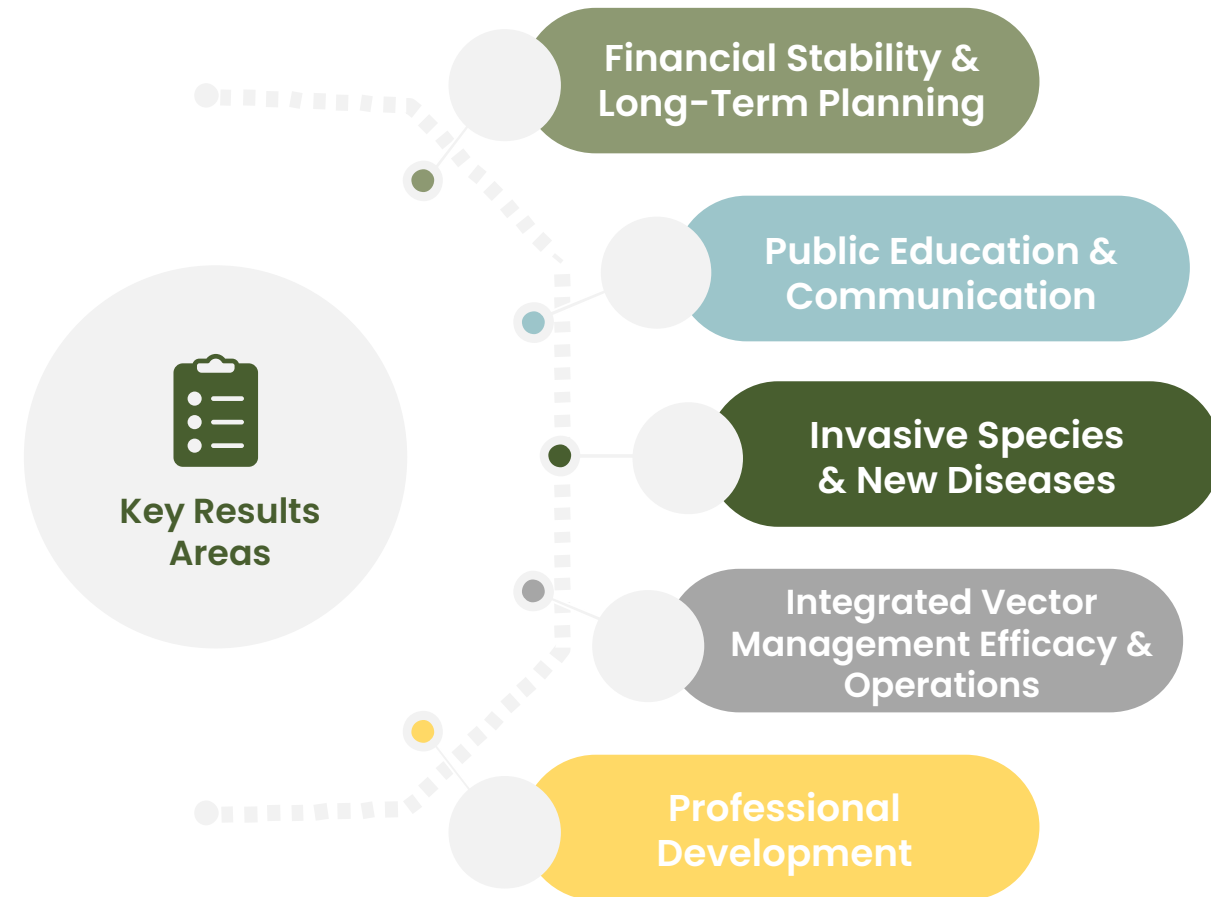 Financial Stability &
Long-Term Planning
Public Education &
Communication
Invasive Species
& New Diseases
Key Results
Areas
Integrated Vector
Management Efficacy &
Operations
Professional
Development